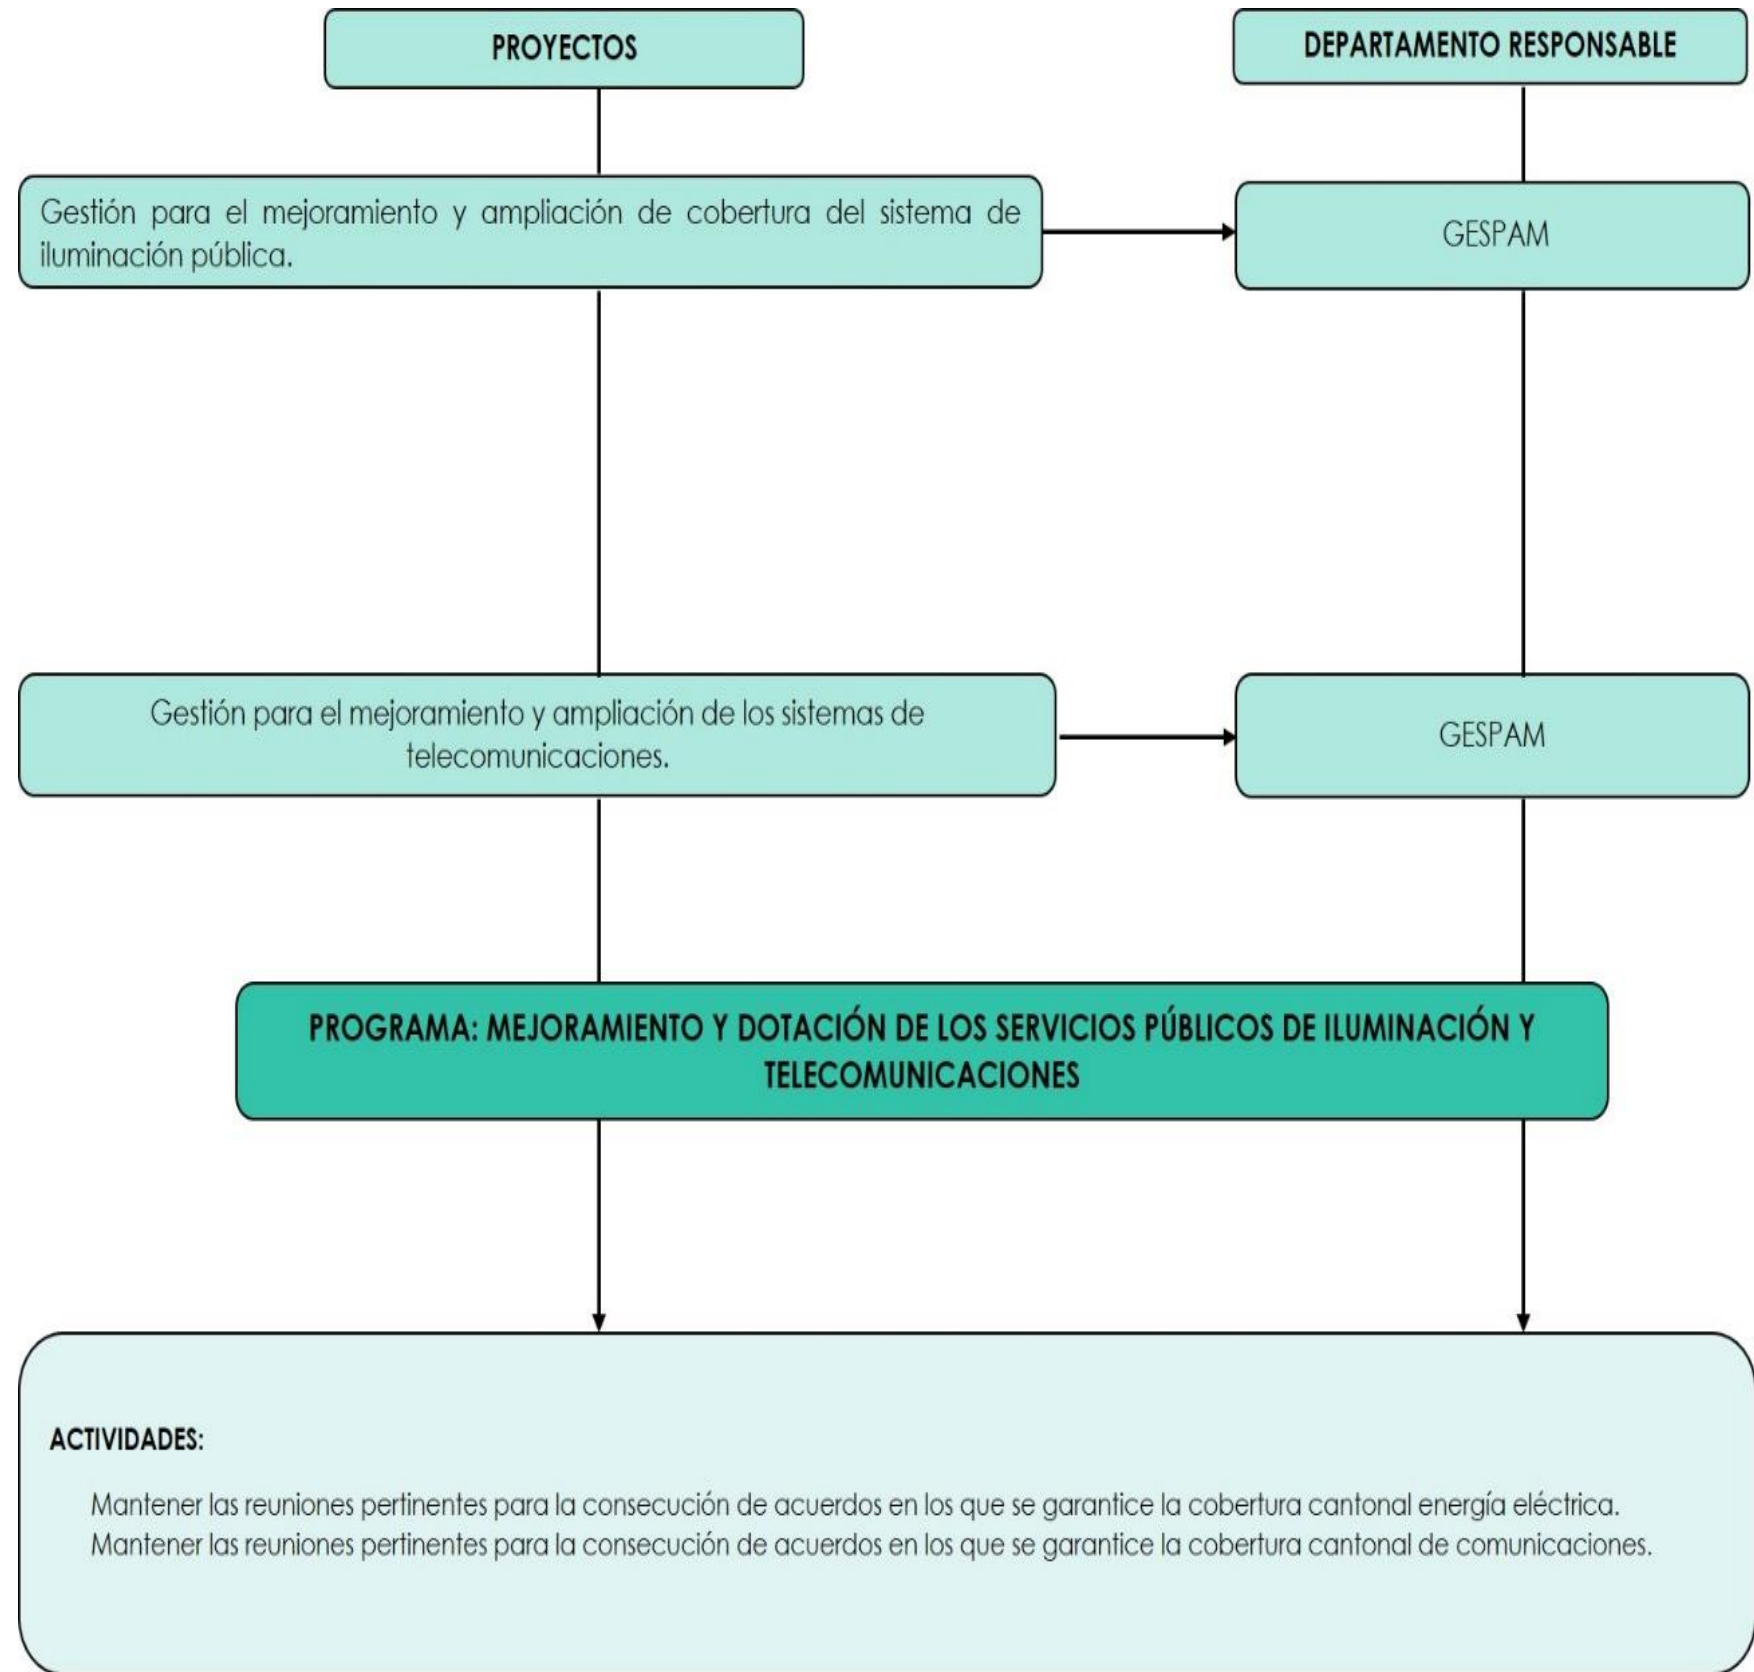 PROYECTOS
DEPARTAMENTO RESPONSABLE
Gestión para el mejoramiento y ampliación de cobertura del sistema de
iluminación pública.
GESPAM
Gestión para el mejoramiento y ampliación de los sistemas de
telecomunicaciones.
GESPAM
PROGRAMA: MEJORAMIENTO Y DOTACIÓN DE LOS SERVICIOS PÚBLICOS DE ILUMINACIÓN Y
TELECOMUNICACIONES
ACTIVIDADES:
Mantener las reuniones pertinentes para la consecución de acuerdos en los que se garantice la cobertura cantonal energía eléctrica.
Mantener las reuniones pertinentes para la consecución de acuerdos en los que se garantice la cobertura cantonal de comunicaciones.